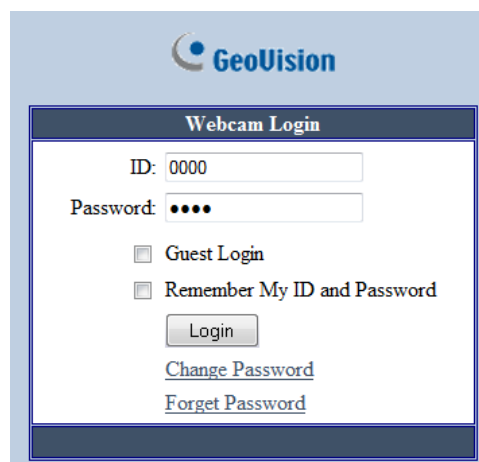 GeoVision
Webcam Login
ID: 0000
Password: ••••
Guest Login
Remember My ID and Password
Login
Change Password
Forget Password